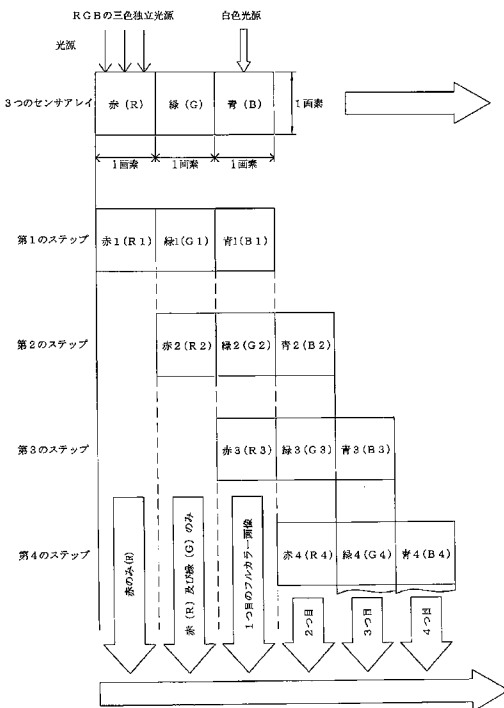 RGBの三色独立光源
白色光源
光源
3つのセンサアレイ
赤(R)
緑(G)
青(B)
1画素
1画素
1画素
1画素
第1のステップ
赤1(R1)
緑1(G1)
青1(B1)
第2のステップ
赤2(R2)
緑2(G2)
青2(B2)
第3のステップ
赤3(R3)
緑3(G3)
青3(B3)
第4のステップ
赤4(R4)
緑4(G4)
青4(B4)
赤のみ(R)
赤(R)及び緑(G)のみ
1つ目のフルカラー画像
2つ目
3つ目
4つ目